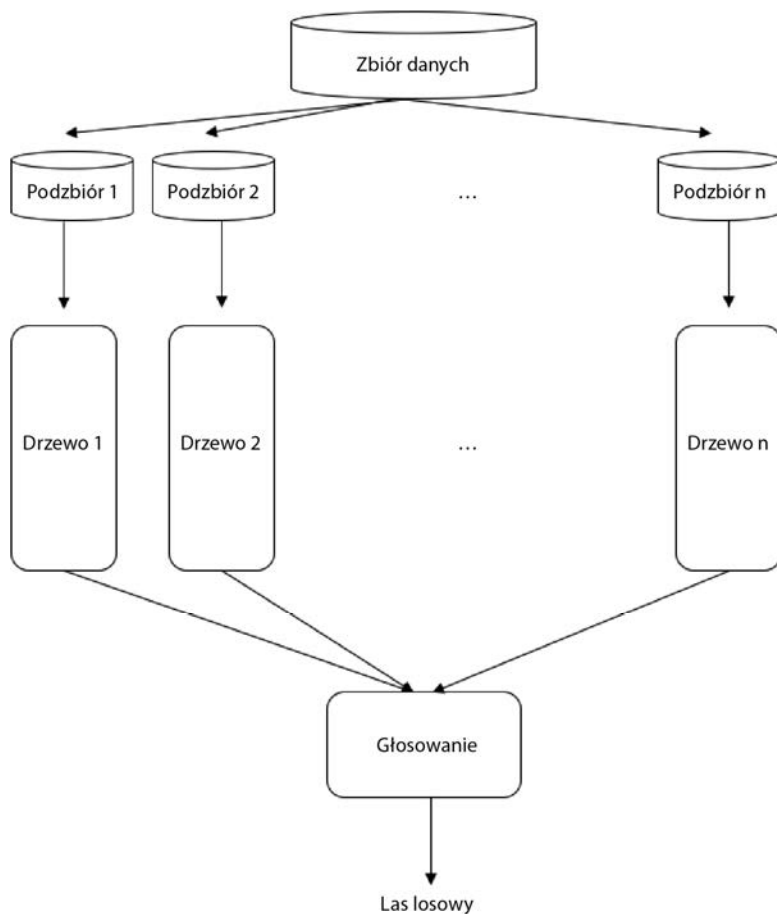 Zbiór danych
Podzbiór 1
Podzbiór 2
...
Podzbiór n
Drzewo 1
Drzewo 2
...
Drzewo n
Głosowanie
Las losowy